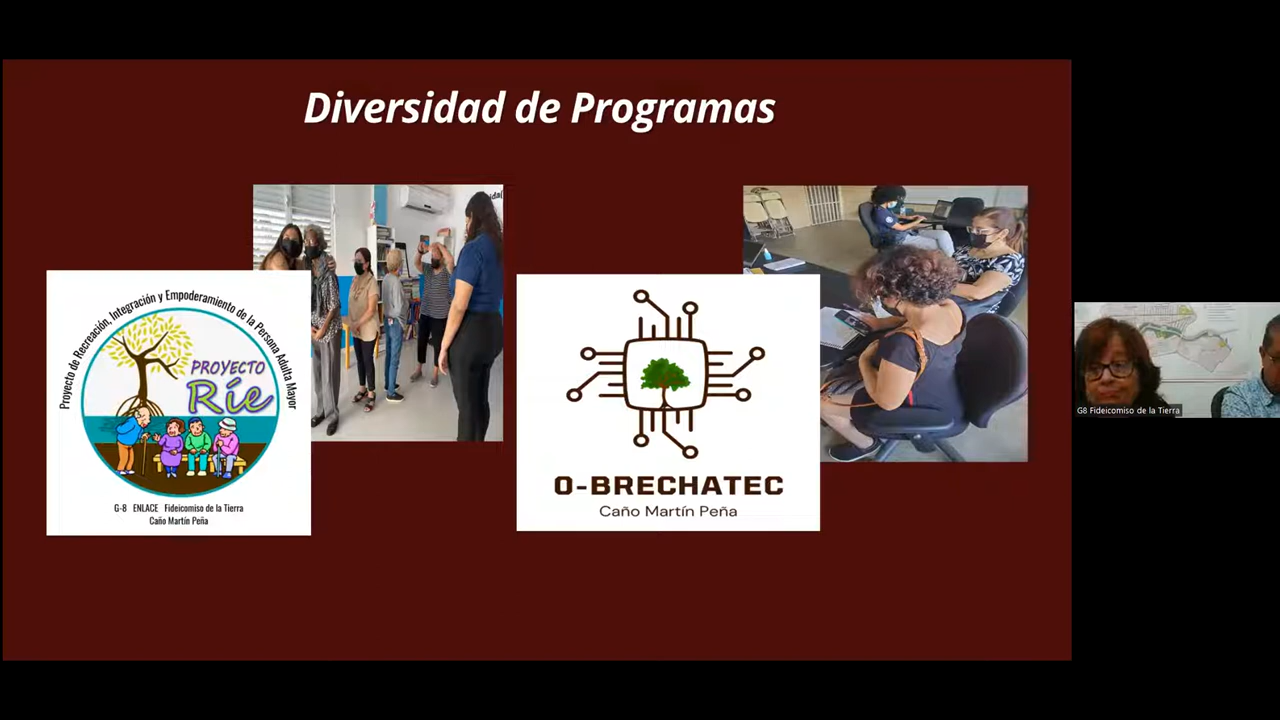 Diversidad de Programas
Proyecto de Recreación, Integración y Empoderamiento de la Persona Adulta Mayor
PROYECTO
Ríe
G-8 ENLACE Fideicomiso de la Tierra
Caño Martín Peña
O-BRECHATEC
Caño Martín Peña
G8 Fideicomiso de la Tierra